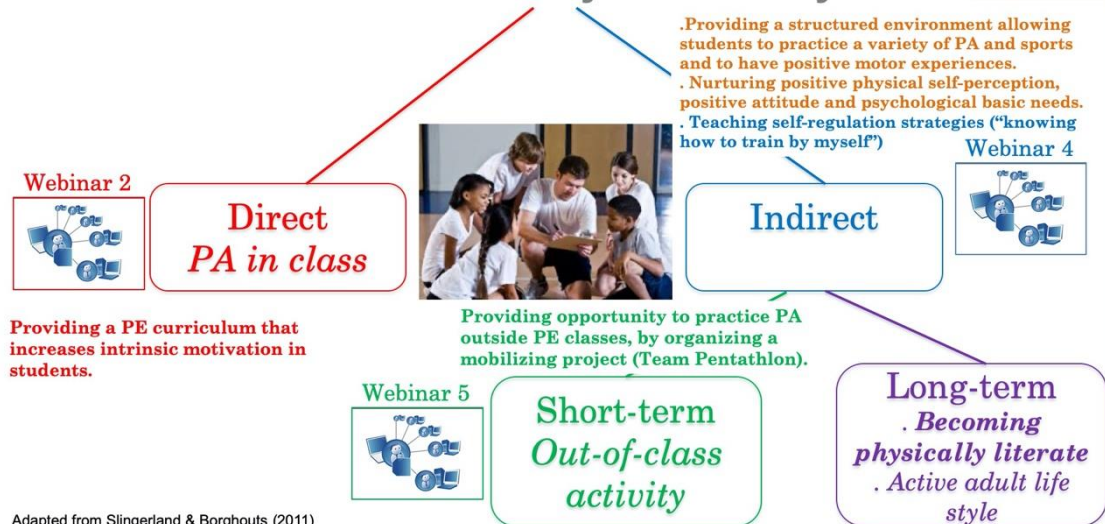 .Providing a structured environment allowing
students to practice a variety of PA and sports
and to have positive motor experiences.
. Nurturing positive physical self-perception,
positive attitude and psychological basic needs.
. Teaching self-regulation strategies (“knowing
how to train by myself”)
Webinar 2
Webinar 4
Direct
PA in class
Indirect
Providing a PE curriculum that
increases intrinsic motivation in
students.
Providing opportunity to practice PA
outside PE classes, by organizing a
mobilizing project (Team Pentathlon).
Webinar 5
Short-term
Out-of-class
activity
Long-term
. Becoming
physically literate
. Active adult life
style
Adapted from Slingerland & Borghouts (2011)